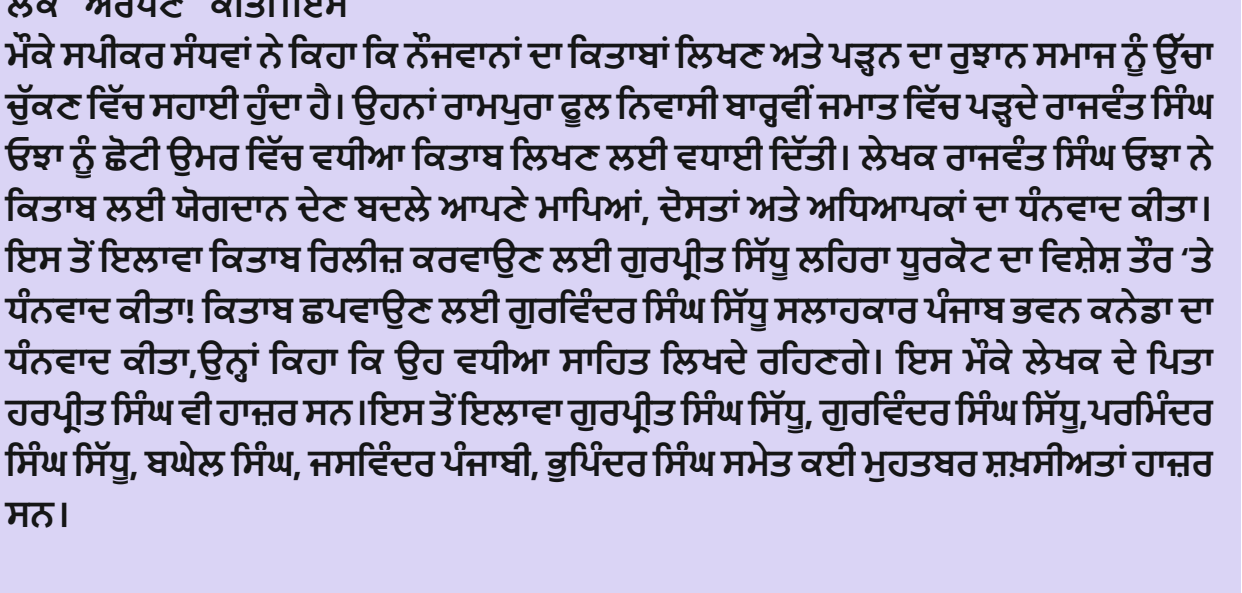 ਲੋਕ ਅਰਪਣ ਕੀਤੀ।ਇਸ
ਮੌਕੇ ਸਪੀਕਰ ਸੰਧਵਾਂ ਨੇ ਕਿਹਾ ਕਿ ਨੌਜਵਾਨਾਂ ਦਾ ਕਿਤਾਬਾਂ ਲਿਖਣ ਅਤੇ ਪੜ੍ਹਨ ਦਾ ਰੁਝਾਨ ਸਮਾਜ ਨੂੰ ਉੱਚਾ
ਚੁੱਕਣ ਵਿੱਚ ਸਹਾਈ ਹੁੰਦਾ ਹੈ। ਉਹਨਾਂ ਰਾਮਪੁਰਾ ਫੂਲ ਨਿਵਾਸੀ ਬਾਰ੍ਹਵੀਂ ਜਮਾਤ ਵਿੱਚ ਪੜ੍ਹਦੇ ਰਾਜਵੰਤ ਸਿੰਘ
ਓਝਾ ਨੂੰ ਛੋਟੀ ਉਮਰ ਵਿੱਚ ਵਧੀਆ ਕਿਤਾਬ ਲਿਖਣ ਲਈ ਵਧਾਈ ਦਿੱਤੀ। ਲੇਖਕ ਰਾਜਵੰਤ ਸਿੰਘ ਓਝਾ ਨੇ
ਕਿਤਾਬ ਲਈ ਯੋਗਦਾਨ ਦੇਣ ਬਦਲੇ ਆਪਣੇ ਮਾਪਿਆਂ, ਦੋਸਤਾਂ ਅਤੇ ਅਧਿਆਪਕਾਂ ਦਾ ਧੰਨਵਾਦ ਕੀਤਾ।
ਇਸ ਤੋਂ ਇਲਾਵਾ ਕਿਤਾਬ ਰਿਲੀਜ਼ ਕਰਵਾਉਣ ਲਈ ਗੁਰਪ੍ਰੀਤ ਸਿੱਧੂ ਲਹਿਰਾ ਧੂਰਕੋਟ ਦਾ ਵਿਸ਼ੇਸ਼ ਤੌਰ ‘ਤੇ
ਧੰਨਵਾਦ ਕੀਤਾ! ਕਿਤਾਬ ਛਪਵਾਉਣ ਲਈ ਗੁਰਵਿੰਦਰ ਸਿੰਘ ਸਿੱਧੂ ਸਲਾਹਕਾਰ ਪੰਜਾਬ ਭਵਨ ਕਨੇਡਾ ਦਾ
ਧੰਨਵਾਦ ਕੀਤਾ,ਉਨ੍ਹਾਂ ਕਿਹਾ ਕਿ ਉਹ ਵਧੀਆ ਸਾਹਿਤ ਲਿਖਦੇ ਰਹਿਣਗੇ। ਇਸ ਮੌਕੇ ਲੇਖਕ ਦੇ ਪਿਤਾ
ਹਰਪ੍ਰੀਤ ਸਿੰਘ ਵੀ ਹਾਜ਼ਰ ਸਨ।ਇਸ ਤੋਂ ਇਲਾਵਾ ਗੁਰਪ੍ਰੀਤ ਸਿੰਘ ਸਿੱਧੂ, ਗੁਰਵਿੰਦਰ ਸਿੰਘ ਸਿੱਧੂ,ਪਰਮਿੰਦਰ
ਸਿੰਘ ਸਿੱਧੂ, ਬਘੇਲ ਸਿੰਘ, ਜਸਵਿੰਦਰ ਪੰਜਾਬੀ, ਭੁਪਿੰਦਰ ਸਿੰਘ ਸਮੇਤ ਕਈ ਮੁਹਤਬਰ ਸ਼ਖ਼ਸੀਅਤਾਂ ਹਾਜ਼ਰ
ਸਨ।